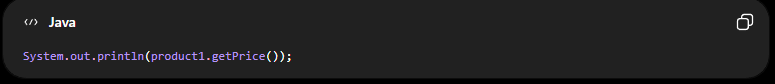 </> Java
System.out.println(product1.getPrice());